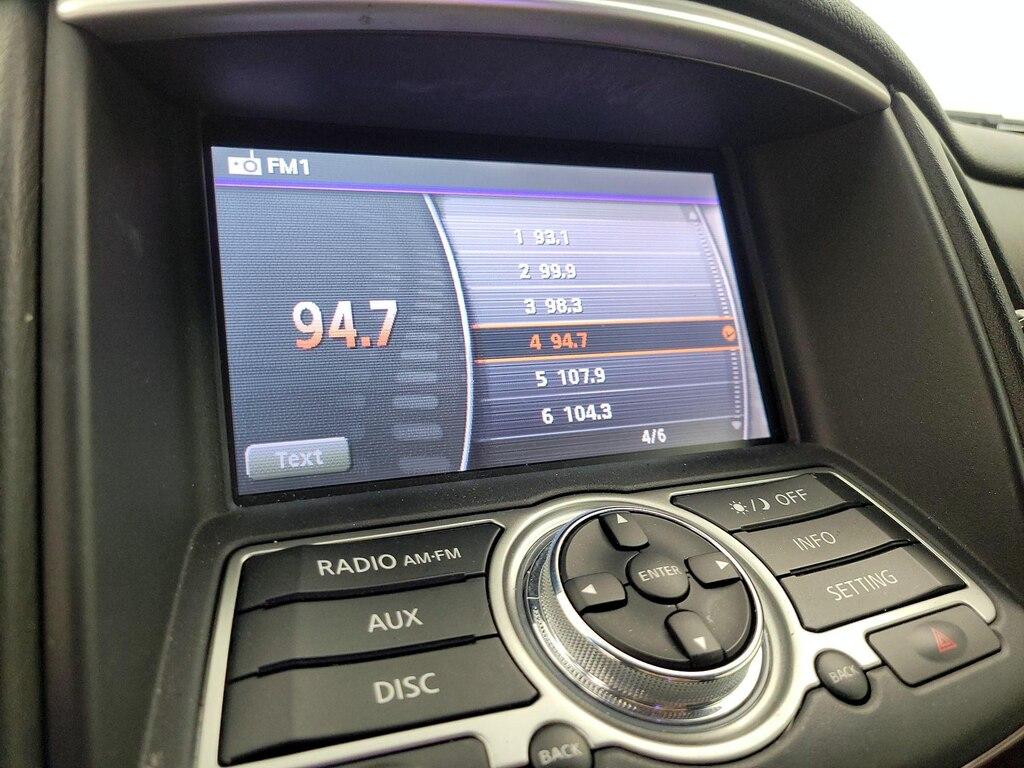 FM1
94.7
1 93.1
2 99.9
3 98.3
4 94.7
5 107.9
6 104.3
4/6
Text
RADIO AM·FM
AUX
DISC
ENTER
OFF
INFO
SETTING
BACK
BACK